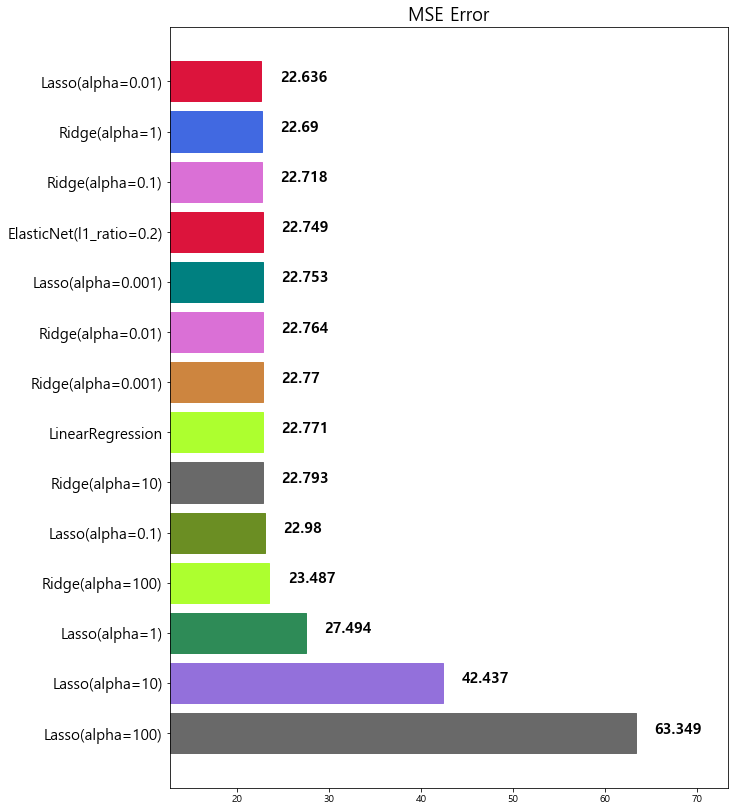 MSE Error
Lasso(alpha=0.01) 22.636
Ridge(alpha=1) 22.69
Ridge(alpha=0.1) 22.718
ElasticNet(l1_ratio=0.2) 22.749
Lasso(alpha=0.001) 22.753
Ridge(alpha=0.01) 22.764
Ridge(alpha=0.001) 22.77
LinearRegression 22.771
Ridge(alpha=10) 22.793
Lasso(alpha=0.1) 22.98
Ridge(alpha=100) 23.487
Lasso(alpha=1) 27.494
Lasso(alpha=10) 42.437
Lasso(alpha=100) 63.349
20 30 40 50 60 70